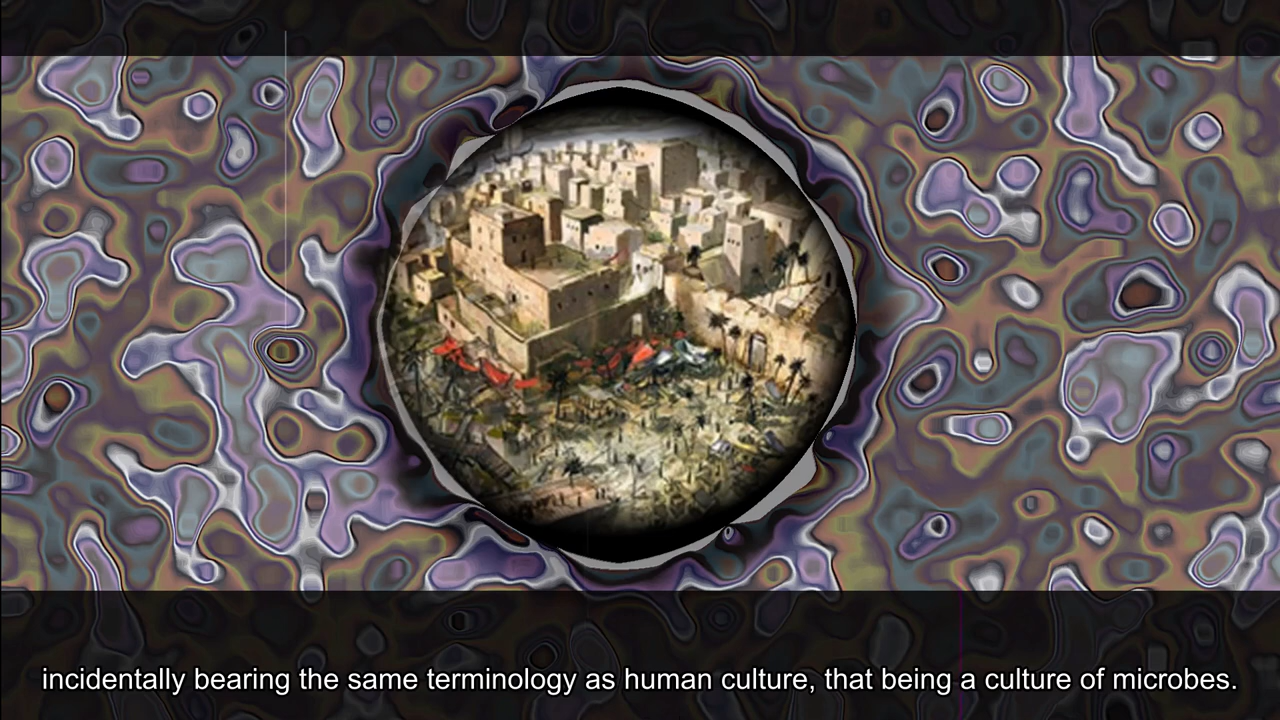 incidentally bearing the same terminology as human culture, that being a culture of microbes.